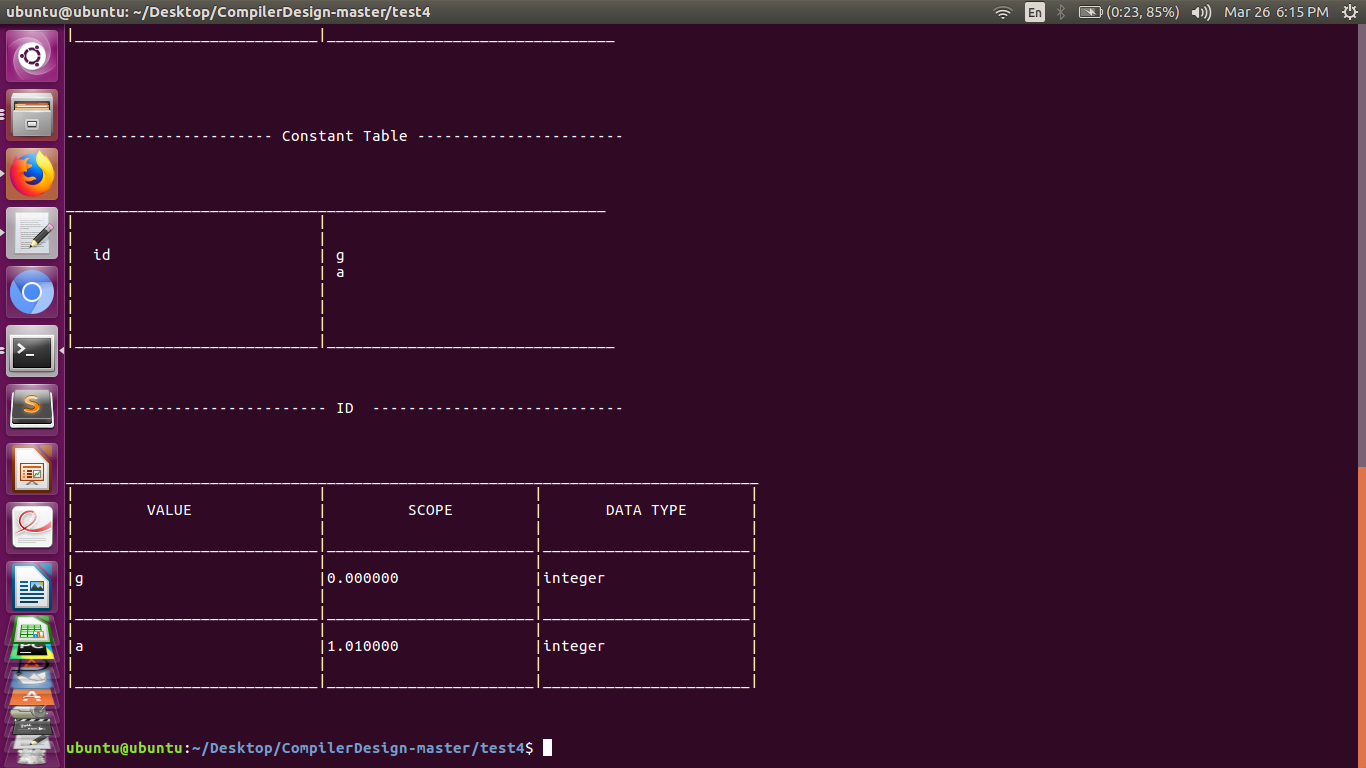 ubuntu@ubuntu: ~/Desktop/CompilerDesign-master/test4
En (0:23, 85%) Mar 26 6:15 PM
----------------------- Constant Table -----------------------
id g
a
----------------------------- ID ----------------------------
VALUE SCOPE DATA TYPE
g 0.000000 integer
a 1.010000 integer
ubuntu@ubuntu:~/Desktop/CompilerDesign-master/test4$